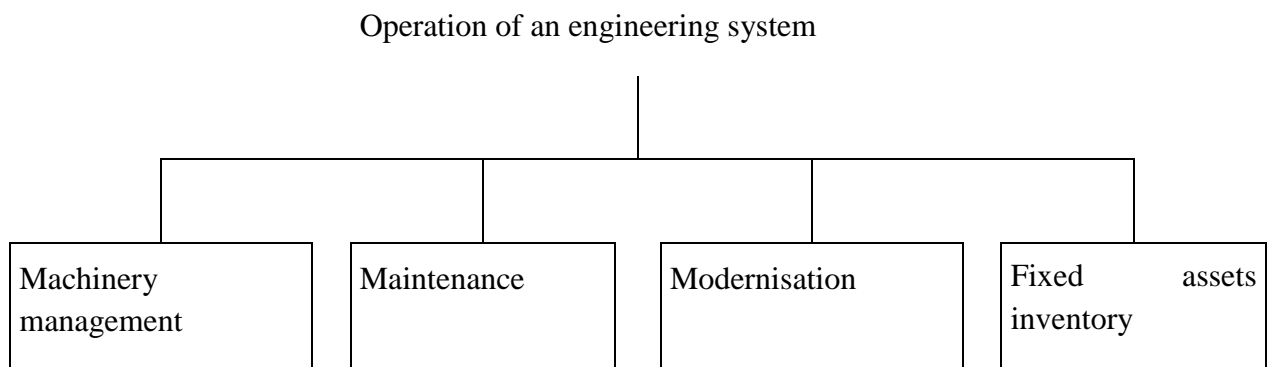 Operation of an engineering system
Machinery
management
Maintenance
Modernisation
Fixed assets
inventory